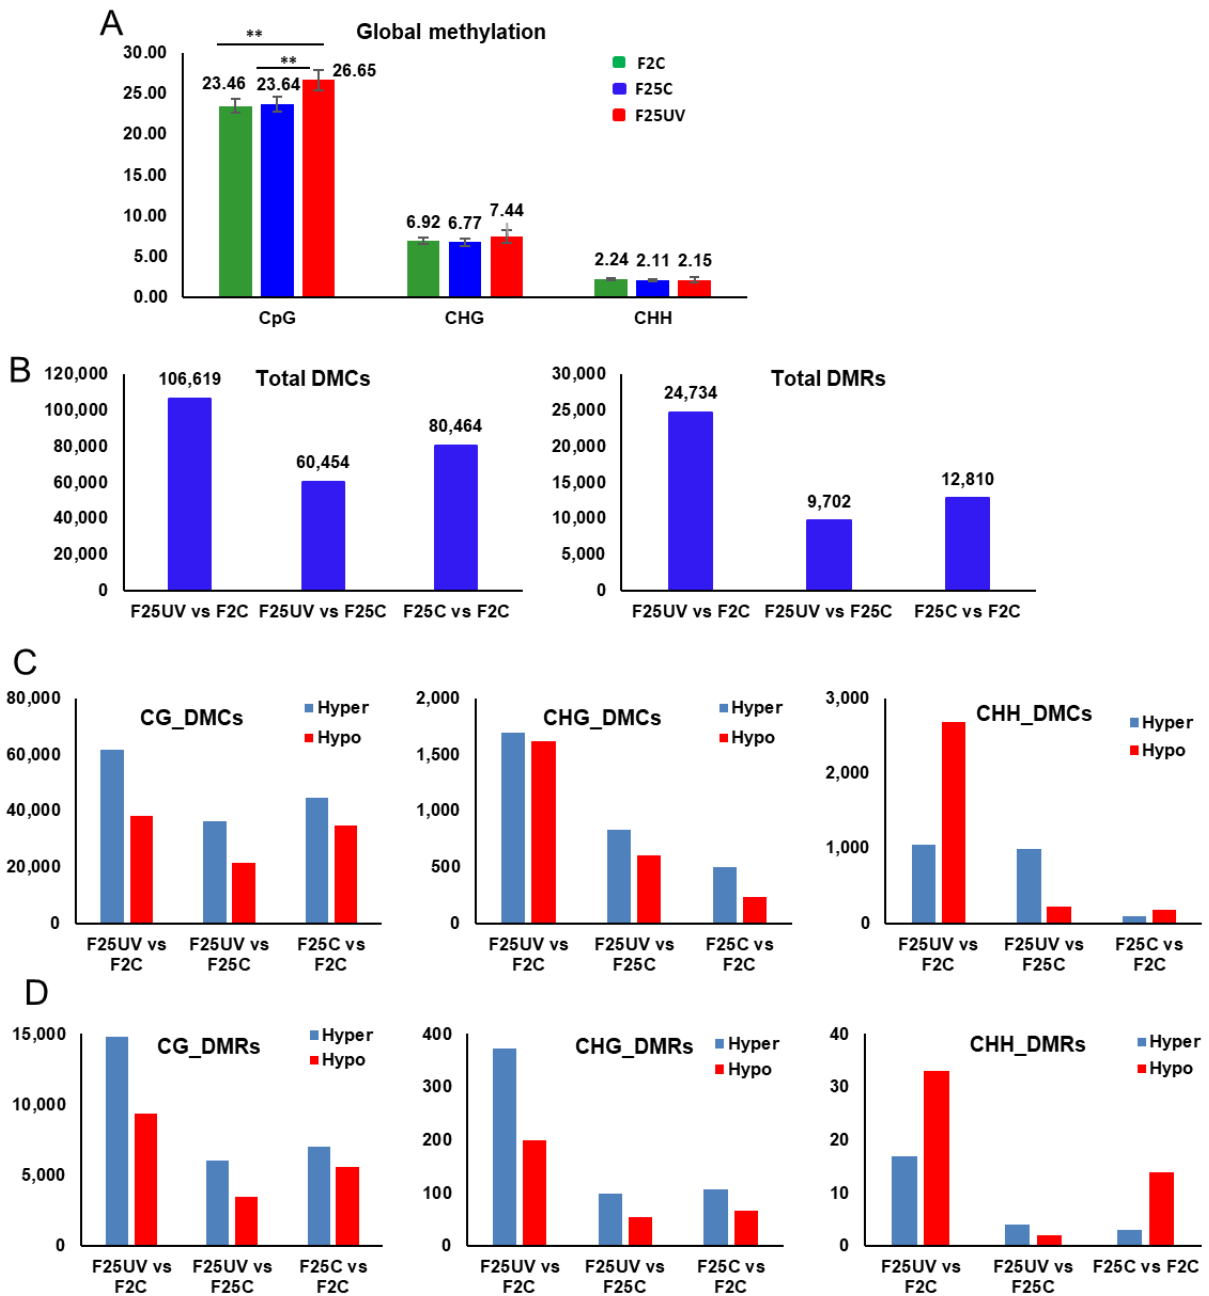 A
Global methylation
**
**
30.00
25.00
20.00
15.00
10.00
5.00
0.00
23.46
23.64
26.65
6.92
6.77
7.44
2.24
2.11
2.15
F2C
F25C
F25UV
CpG
CHG
CHH
B
Total DMCs
120,000
100,000
80,000
60,000
40,000
20,000
0
106,619
60,454
80,464
F25UV vs F2C
F25UV vs F25C
F25C vs F2C
Total DMRs
30,000
25,000
20,000
15,000
10,000
5,000
0
24,734
9,702
12,810
F25UV vs F2C
F25UV vs F25C
F25C vs F2C
C
CG_DMCs
Hyper
Hypo
80,000
60,000
40,000
20,000
0
F25UV vs
F2C
F25UV vs
F25C
F25C vs
F2C
CHG_DMCs
Hyper
Hypo
2,000
1,500
1,000
500
0
F25UV vs
F2C
F25UV vs
F25C
F25C vs
F2C
CHH_DMCs
Hyper
Hypo
3,000
2,000
1,000
0
F25UV vs
F2C
F25UV vs
F25C
F25C vs
F2C
D
CG_DMRs
Hyper
Hypo
15,000
10,000
5,000
0
F25UV vs
F2C
F25UV vs
F25C
F25C vs
F2C
CHG_DMRs
Hyper
Hypo
400
300
200
100
0
F25UV vs
F2C
F25UV vs
F25C
F25C vs
F2C
CHH_DMRs
Hyper
Hypo
40
30
20
10
0
F25UV vs
F2C
F25UV vs
F25C
F25C vs F2C